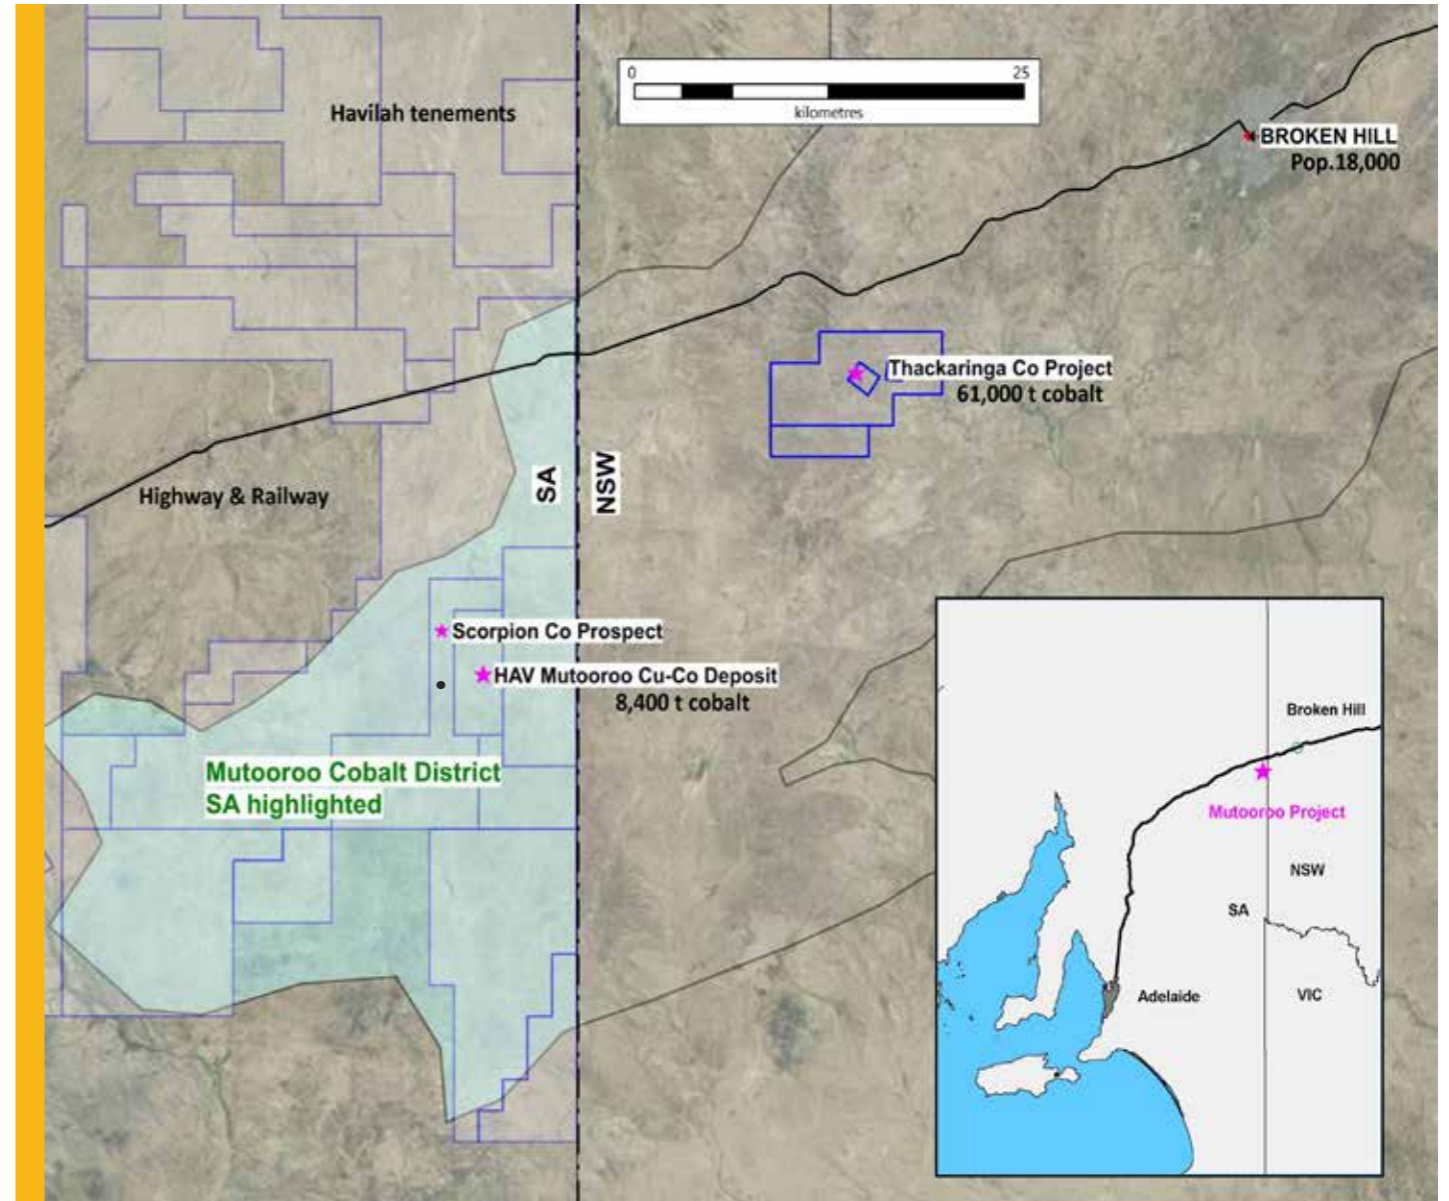 0 25
kilometres
Havilah tenements
BROKEN HILL
Pop.18,000
Thackaringa Co Project
61,000 t cobalt
SA
NSW
Highway & Railway
Scorpion Co Prospect
HAV Mutooroo Cu-Co Deposit
8,400 t cobalt
Mutooroo Cobalt District
SA highlighted
Broken Hill
Mutooroo Project
NSW
SA
Adelaide
VIC